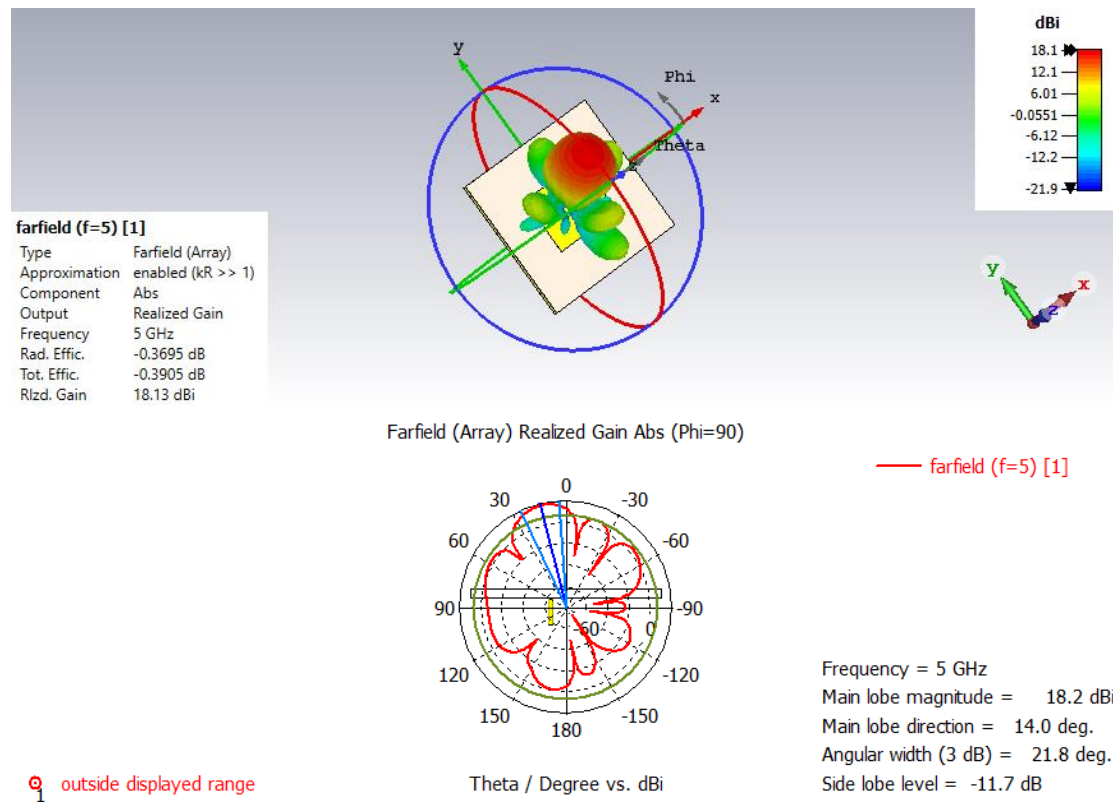 dBi
18.1
12.1
6.01
-0.0551
-6.12
-12.2
-21.9
y
Phi
x
Theta
z
farfield (f=5) [1]
Type Farfield (Array)
Approximation enabled (kR >> 1)
Component Abs
Output Realized Gain
Frequency 5 GHz
Rad. Effic. -0.3695 dB
Tot. Effic. -0.3905 dB
Rlzd. Gain 18.13 dBi
y
x
z
Farfield (Array) Realized Gain Abs (Phi=90)
farfield (f=5) [1]
0
30 -30
60 -60
90 -90
-60 0
120 -120
150 -150
180
Frequency = 5 GHz
Main lobe magnitude = 18.2 dBi
Main lobe direction = 14.0 deg.
Angular width (3 dB) = 21.8 deg.
Side lobe level = -11.7 dB
1 outside displayed range
Theta / Degree vs. dBi